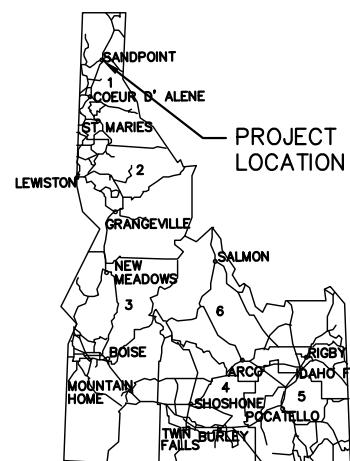 SANDPOINT
1
COEUR D' ALENE
ST MARIES
PROJECT
LOCATION
2
LEWISTON
GRANGEVILLE
SALMON
NEW
MEADOWS
3
6
BOISE
RIGBY
ARCO
IDAHO F
MOUNTAIN
HOME
4
5
SHOSHONE
POCATELLO
TWIN
FALLS
BURLEY